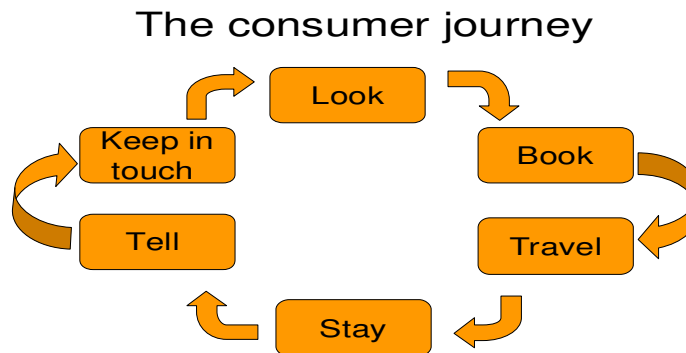 The consumer journey
Look
Book
Travel
Stay
Tell
Keep in
touch